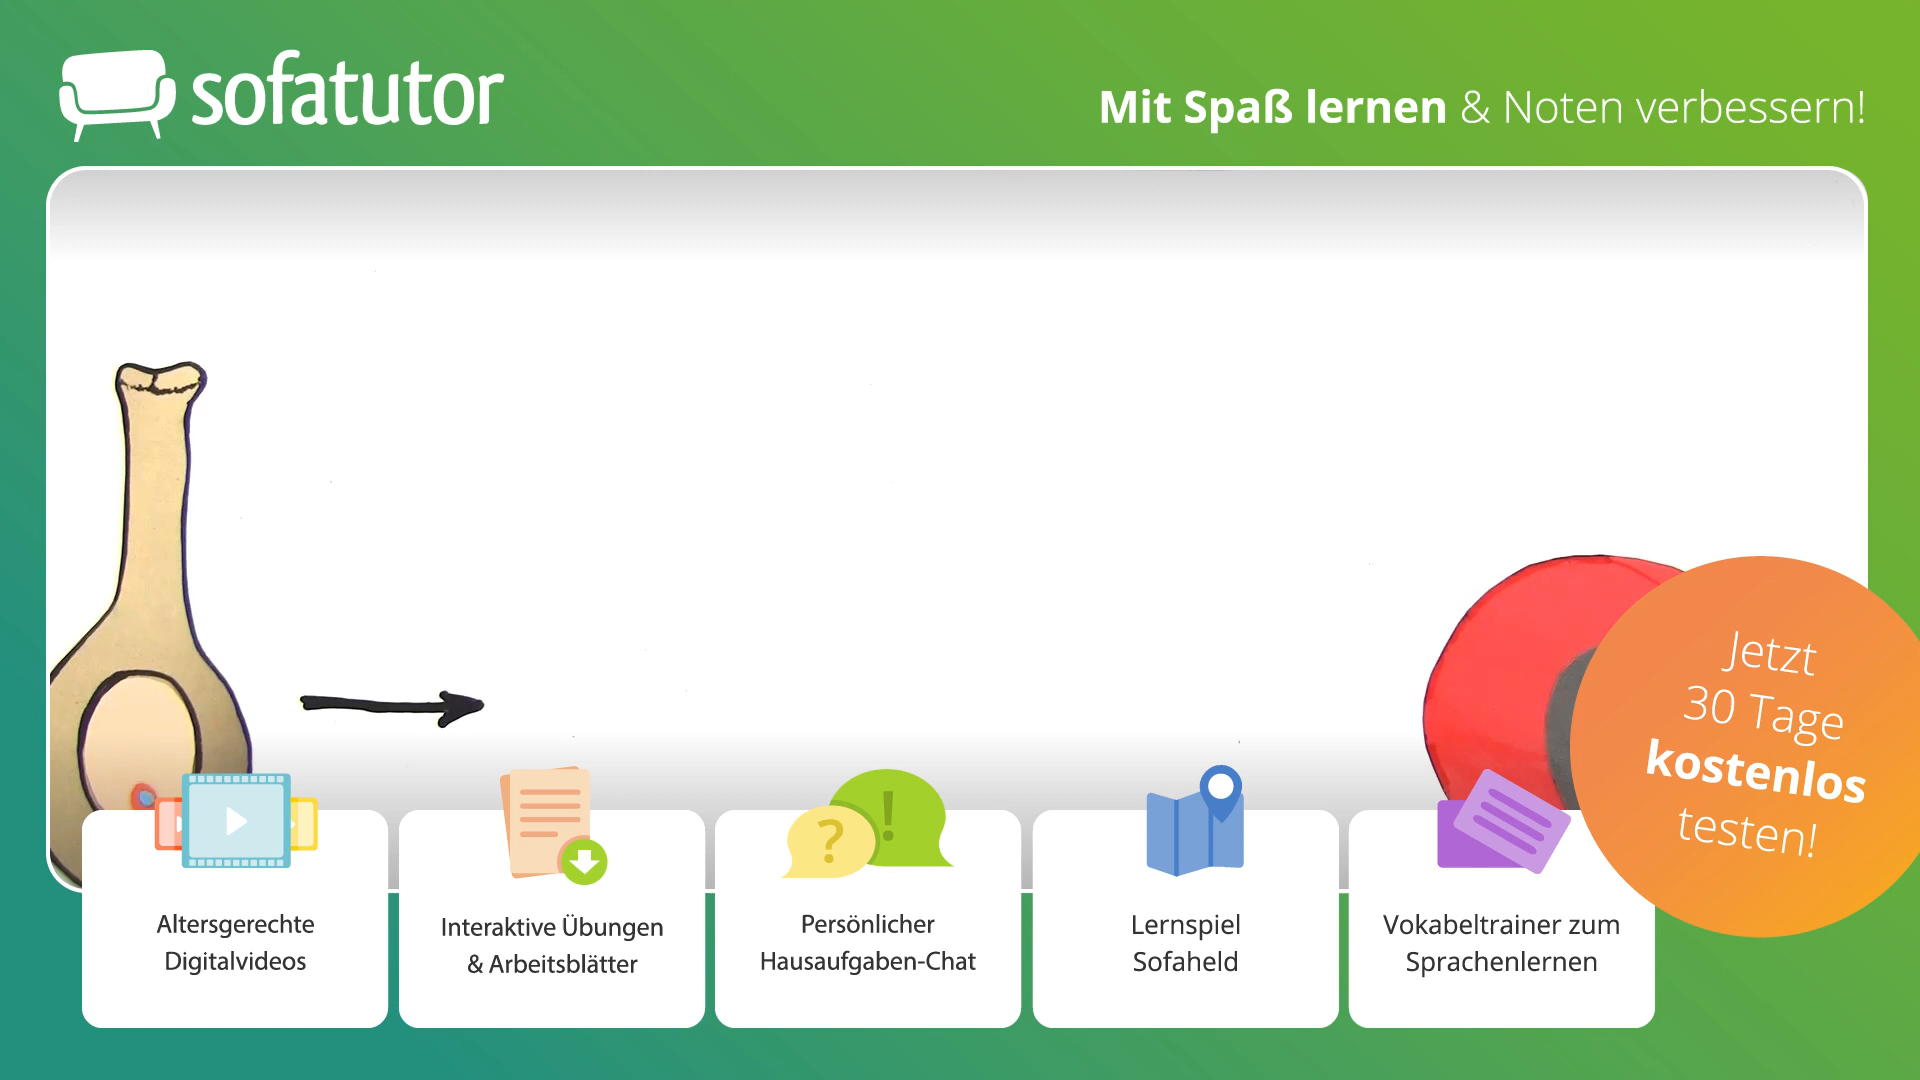 sofatutor
Mit Spaß lernen & Noten verbessern!
Jetzt
30 Tage
kostenlos
testen!
?
!
Altersgerechte
Digitalvideos
Interaktive Übungen
& Arbeitsblätter
Persönlicher
Hausaufgaben-Chat
Lernspiel
Sofaheld
Vokabeltrainer zum
Sprachenlernen